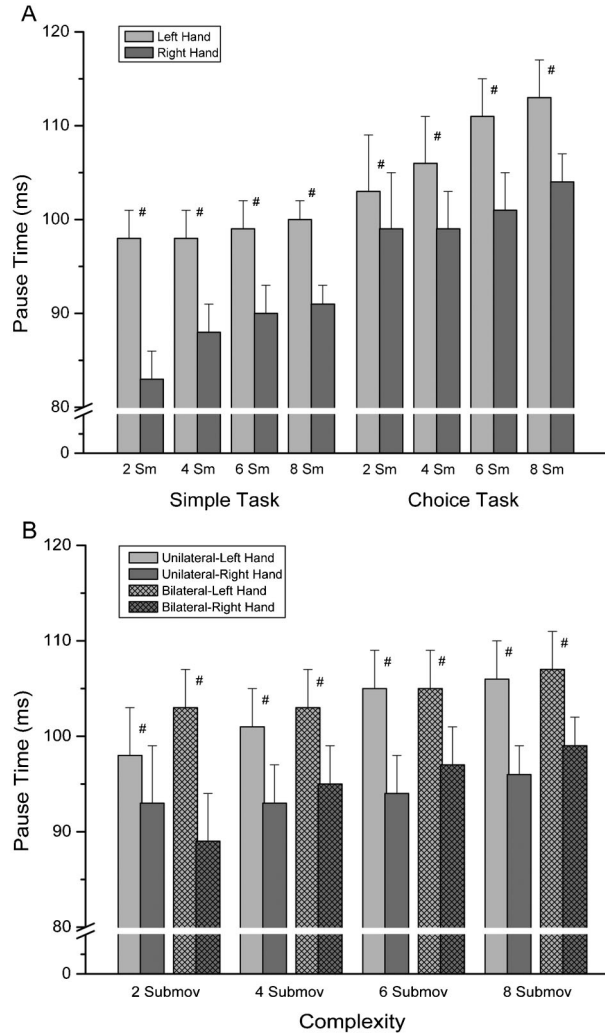 A
Left Hand
Right Hand
Pause Time (ms)
120
110
100
90
80
0
# # # # # # # #
2 Sm 4 Sm 6 Sm 8 Sm 2 Sm 4 Sm 6 Sm 8 Sm
Simple Task Choice Task
B
Unilateral-Left Hand
Unilateral-Right Hand
Bilateral-Left Hand
Bilateral-Right Hand
Pause Time (ms)
120
110
100
90
80
0
# # # # # # # #
2 Submov 4 Submov 6 Submov 8 Submov
Complexity